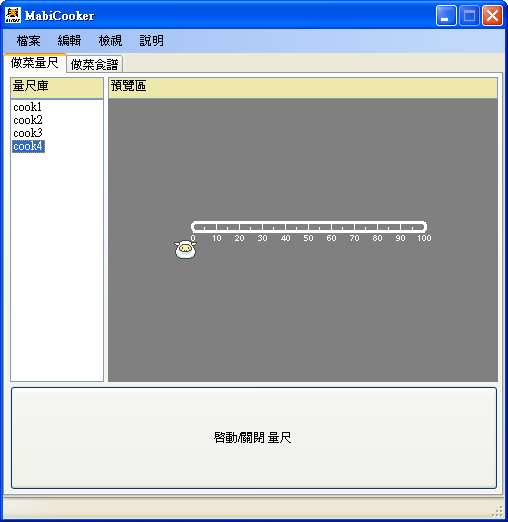 MabiCooker
檔案 編輯 檢視 說明
做菜量尺 做菜食譜
量尺庫 預覽區
cook1
cook2
cook3
cook4
0 10 20 30 40 50 60 70 80 90 100
啓動/關閉 量尺